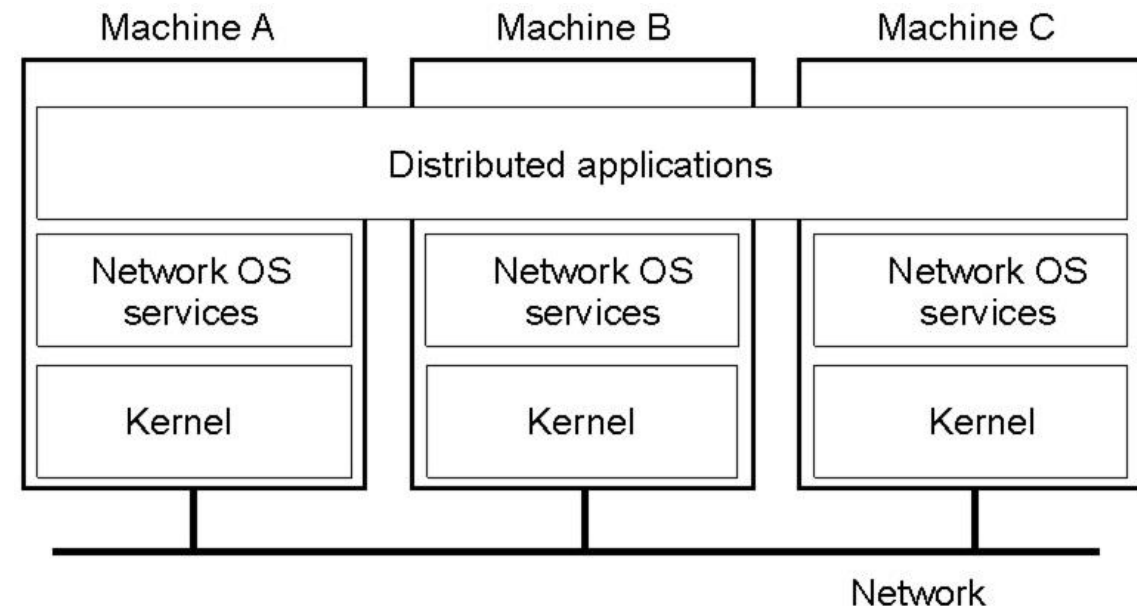 Machine A
Machine B
Machine C
Distributed applications
Network OS
services
Network OS
services
Network OS
services
Kernel
Kernel
Kernel
Network